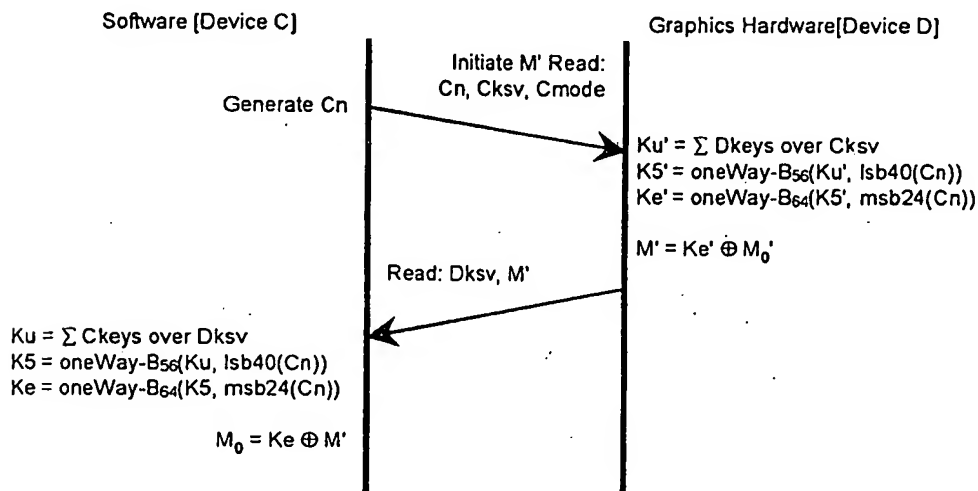 Software [Device C]
Graphics Hardware[Device D]
Initiate M' Read:
Cn, Cksv, Cmode
Generate Cn
Ku' = ∑ Dkeys over Cksv
K5' = oneWay-B₅₆(Ku', lsb40(Cn))
Ke' = oneWay-B₆₄(K5', msb24(Cn))
M' = Ke' ⊕ M₀'
Read: Dksv, M'
Ku = ∑ Ckeys over Dksv
K5 = oneWay-B₅₆(Ku, lsb40(Cn))
Ke = oneWay-B₆₄(K5, msb24(Cn))
M₀ = Ke ⊕ M'